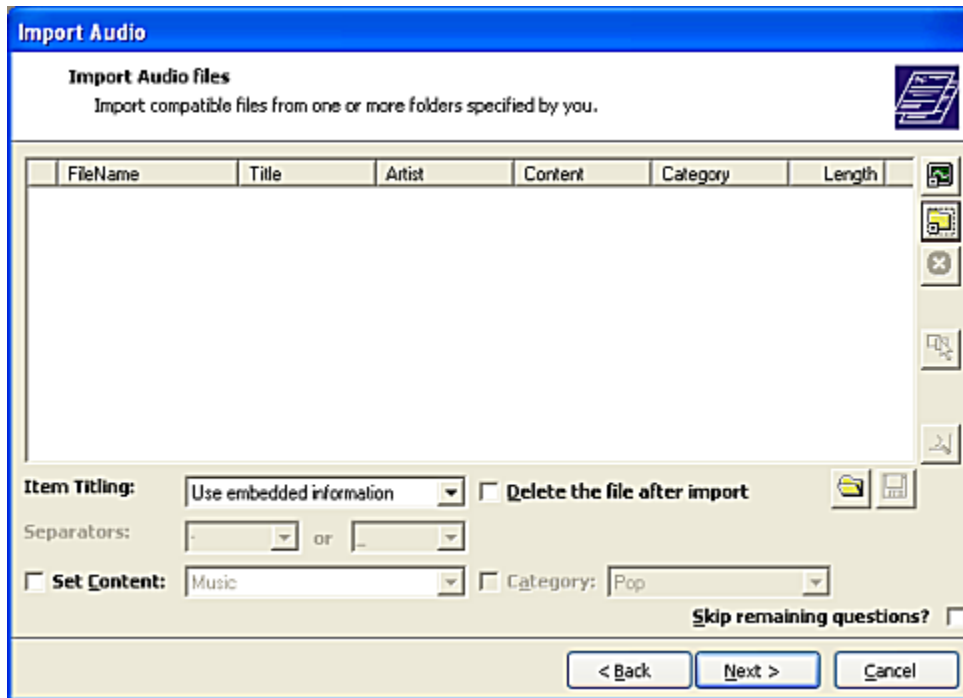 Import Audio
Import Audio files
Import compatible files from one or more folders specified by you.
FileName Title Artist Content Category Length
Item Titling: Use embedded information Delete the file after import
Separators: - or _
Set Content: Music Category: Pop
Skip remaining questions?
< Back Next > Cancel